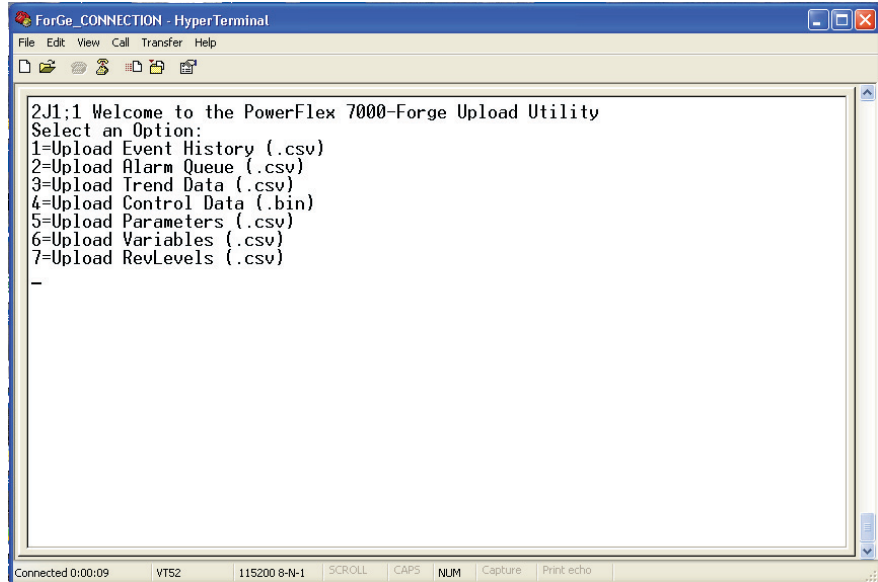 ForGe_CONNECTION - HyperTerminal
File Edit View Call Transfer Help
2J1;1 Welcome to the PowerFlex 7000-Forge Upload Utility
Select an Option:
1=Upload Event History (.csv)
2=Upload Alarm Queue (.csv)
3=Upload Trend Data (.csv)
4=Upload Control Data (.bin)
5=Upload Parameters (.csv)
6=Upload Variables (.csv)
7=Upload RevLevels (.csv)
_
Connected 0:00:09 VT52 115200 8-N-1 SCROLL CAPS NUM Capture Print echo